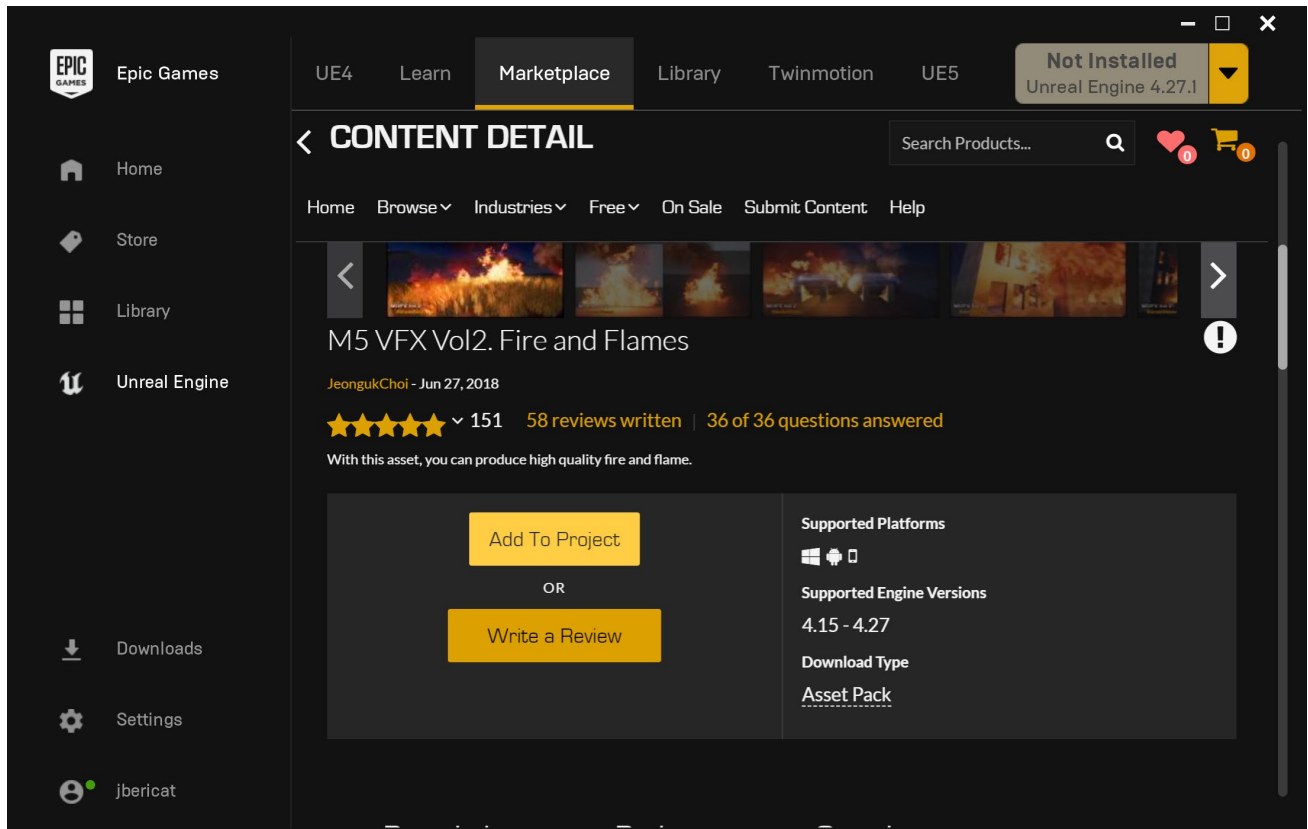 EPIC
GAMES
Epic Games
Home
Store
Library
Unreal Engine
Downloads
Settings
jbericat
UE4 Learn Marketplace Library Twinmotion UE5
Not Installed
Unreal Engine 4.27.1
CONTENT DETAIL
Search Products...
0
0
Home Browse Industries Free On Sale Submit Content Help
M5 VFX Vol2. Fire and Flames
JeongukChoi - Jun 27, 2018
151 58 reviews written | 36 of 36 questions answered
With this asset, you can produce high quality fire and flame.
Add To Project
OR
Write a Review
Supported Platforms
Supported Engine Versions
4.15 - 4.27
Download Type
Asset Pack